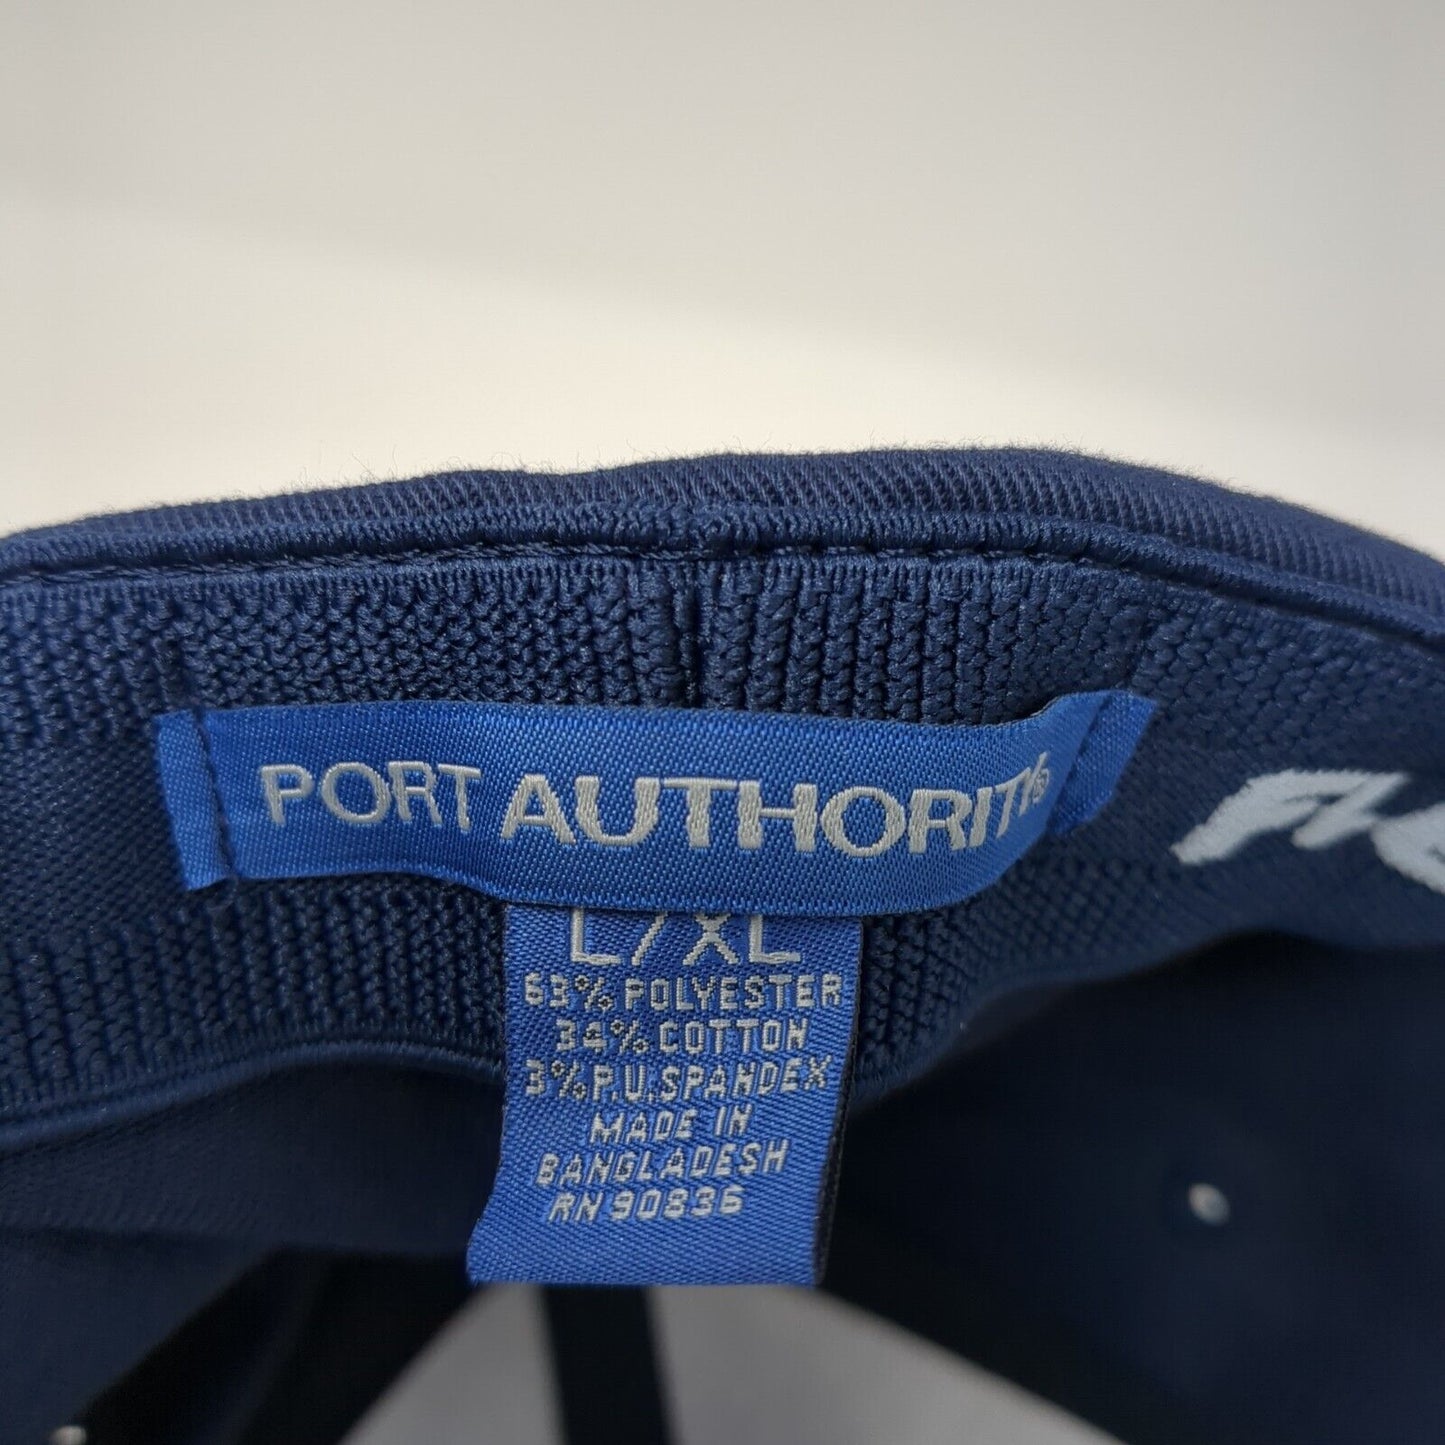 PORT AUTHORITY®
L/XL
63% POLYESTER
34% COTTON
3% P.U.SPANDEX
MADE IN
BANGLADESH
RN 90836